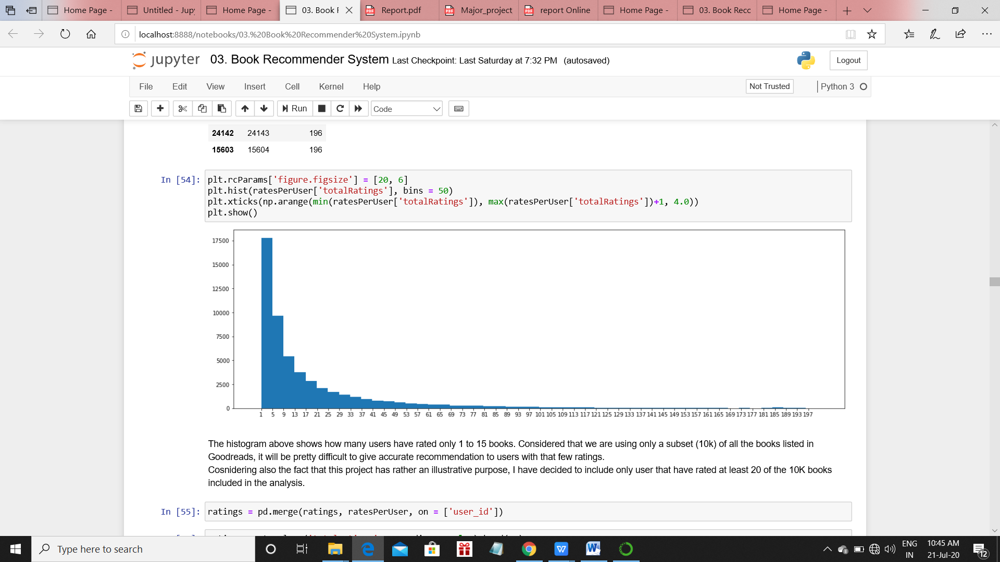 Home Page -
Untitled - Jup
Home Page -
03. Book F
Report.pdf
Major_project
report Online
Home Page -
03. Book Recc
Home Page -
localhost:8888/notebooks/03.%20Book%20Recommender%20System.ipynb
jupyter 03. Book Recommender System Last Checkpoint: Last Saturday at 7:32 PM (autosaved)
Logout
File Edit View Insert Cell Kernel Help
Not Trusted
Python 3
Run
Code
24142 24143 196
15603 15604 196
In [54]:
plt.rcParams['figure.figsize'] = [20, 6]
plt.hist(ratesPerUser['totalRatings'], bins = 50)
plt.xticks(np.arange(min(ratesPerUser['totalRatings']), max(ratesPerUser['totalRatings'])+1, 4.0))
plt.show()
17500
15000
12500
10000
7500
5000
2500
0
1 5 9 13 17 21 25 29 33 37 41 45 49 53 57 61 65 69 73 77 81 85 89 93 97 101 105 109 113 117 121 125 129 133 137 141 145 149 153 157 161 165 169 173 177 181 185 189 193 197
The histogram above shows how many users have rated only 1 to 15 books. Considered that we are using only a subset (10k) of all the books listed in
Goodreads, it will be pretty difficult to give accurate recommendation to users with that few ratings.
Cosnidering also the fact that this project has rather an illustrative purpose, I have decided to include only user that have rated at least 20 of the 10K books
included in the analysis.
In [55]:
ratings = pd.merge(ratings, ratesPerUser, on = ['user_id'])
Type here to search
ENG
IN
10:45 AM
21-Jul-20
12